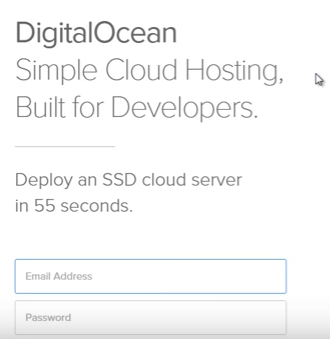 DigitalOcean
Simple Cloud Hosting,
Built for Developers.
Deploy an SSD cloud server
in 55 seconds.
Email Address
Password